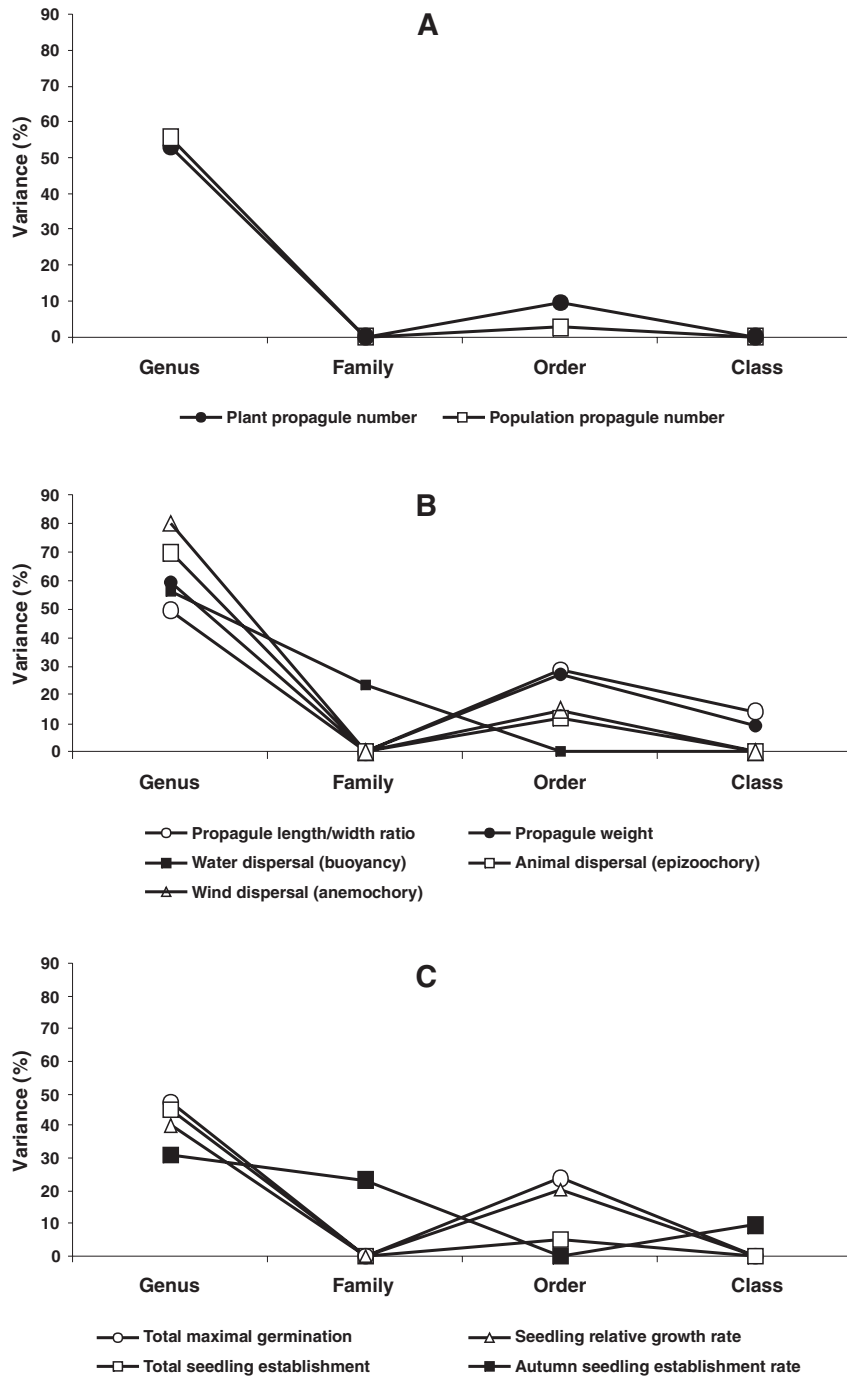 A
90
80
70
60
50
40
30
20
10
0
Variance (%)
Genus Family Order Class
Plant propagule number Population propagule number
B
90
80
70
60
50
40
30
20
10
0
Variance (%)
Genus Family Order Class
Propagule length/width ratio Propagule weight
Water dispersal (buoyancy) Animal dispersal (epizoochory)
Wind dispersal (anemochory)
C
90
80
70
60
50
40
30
20
10
0
Variance (%)
Genus Family Order Class
Total maximal germination Seedling relative growth rate
Total seedling establishment Autumn seedling establishment rate